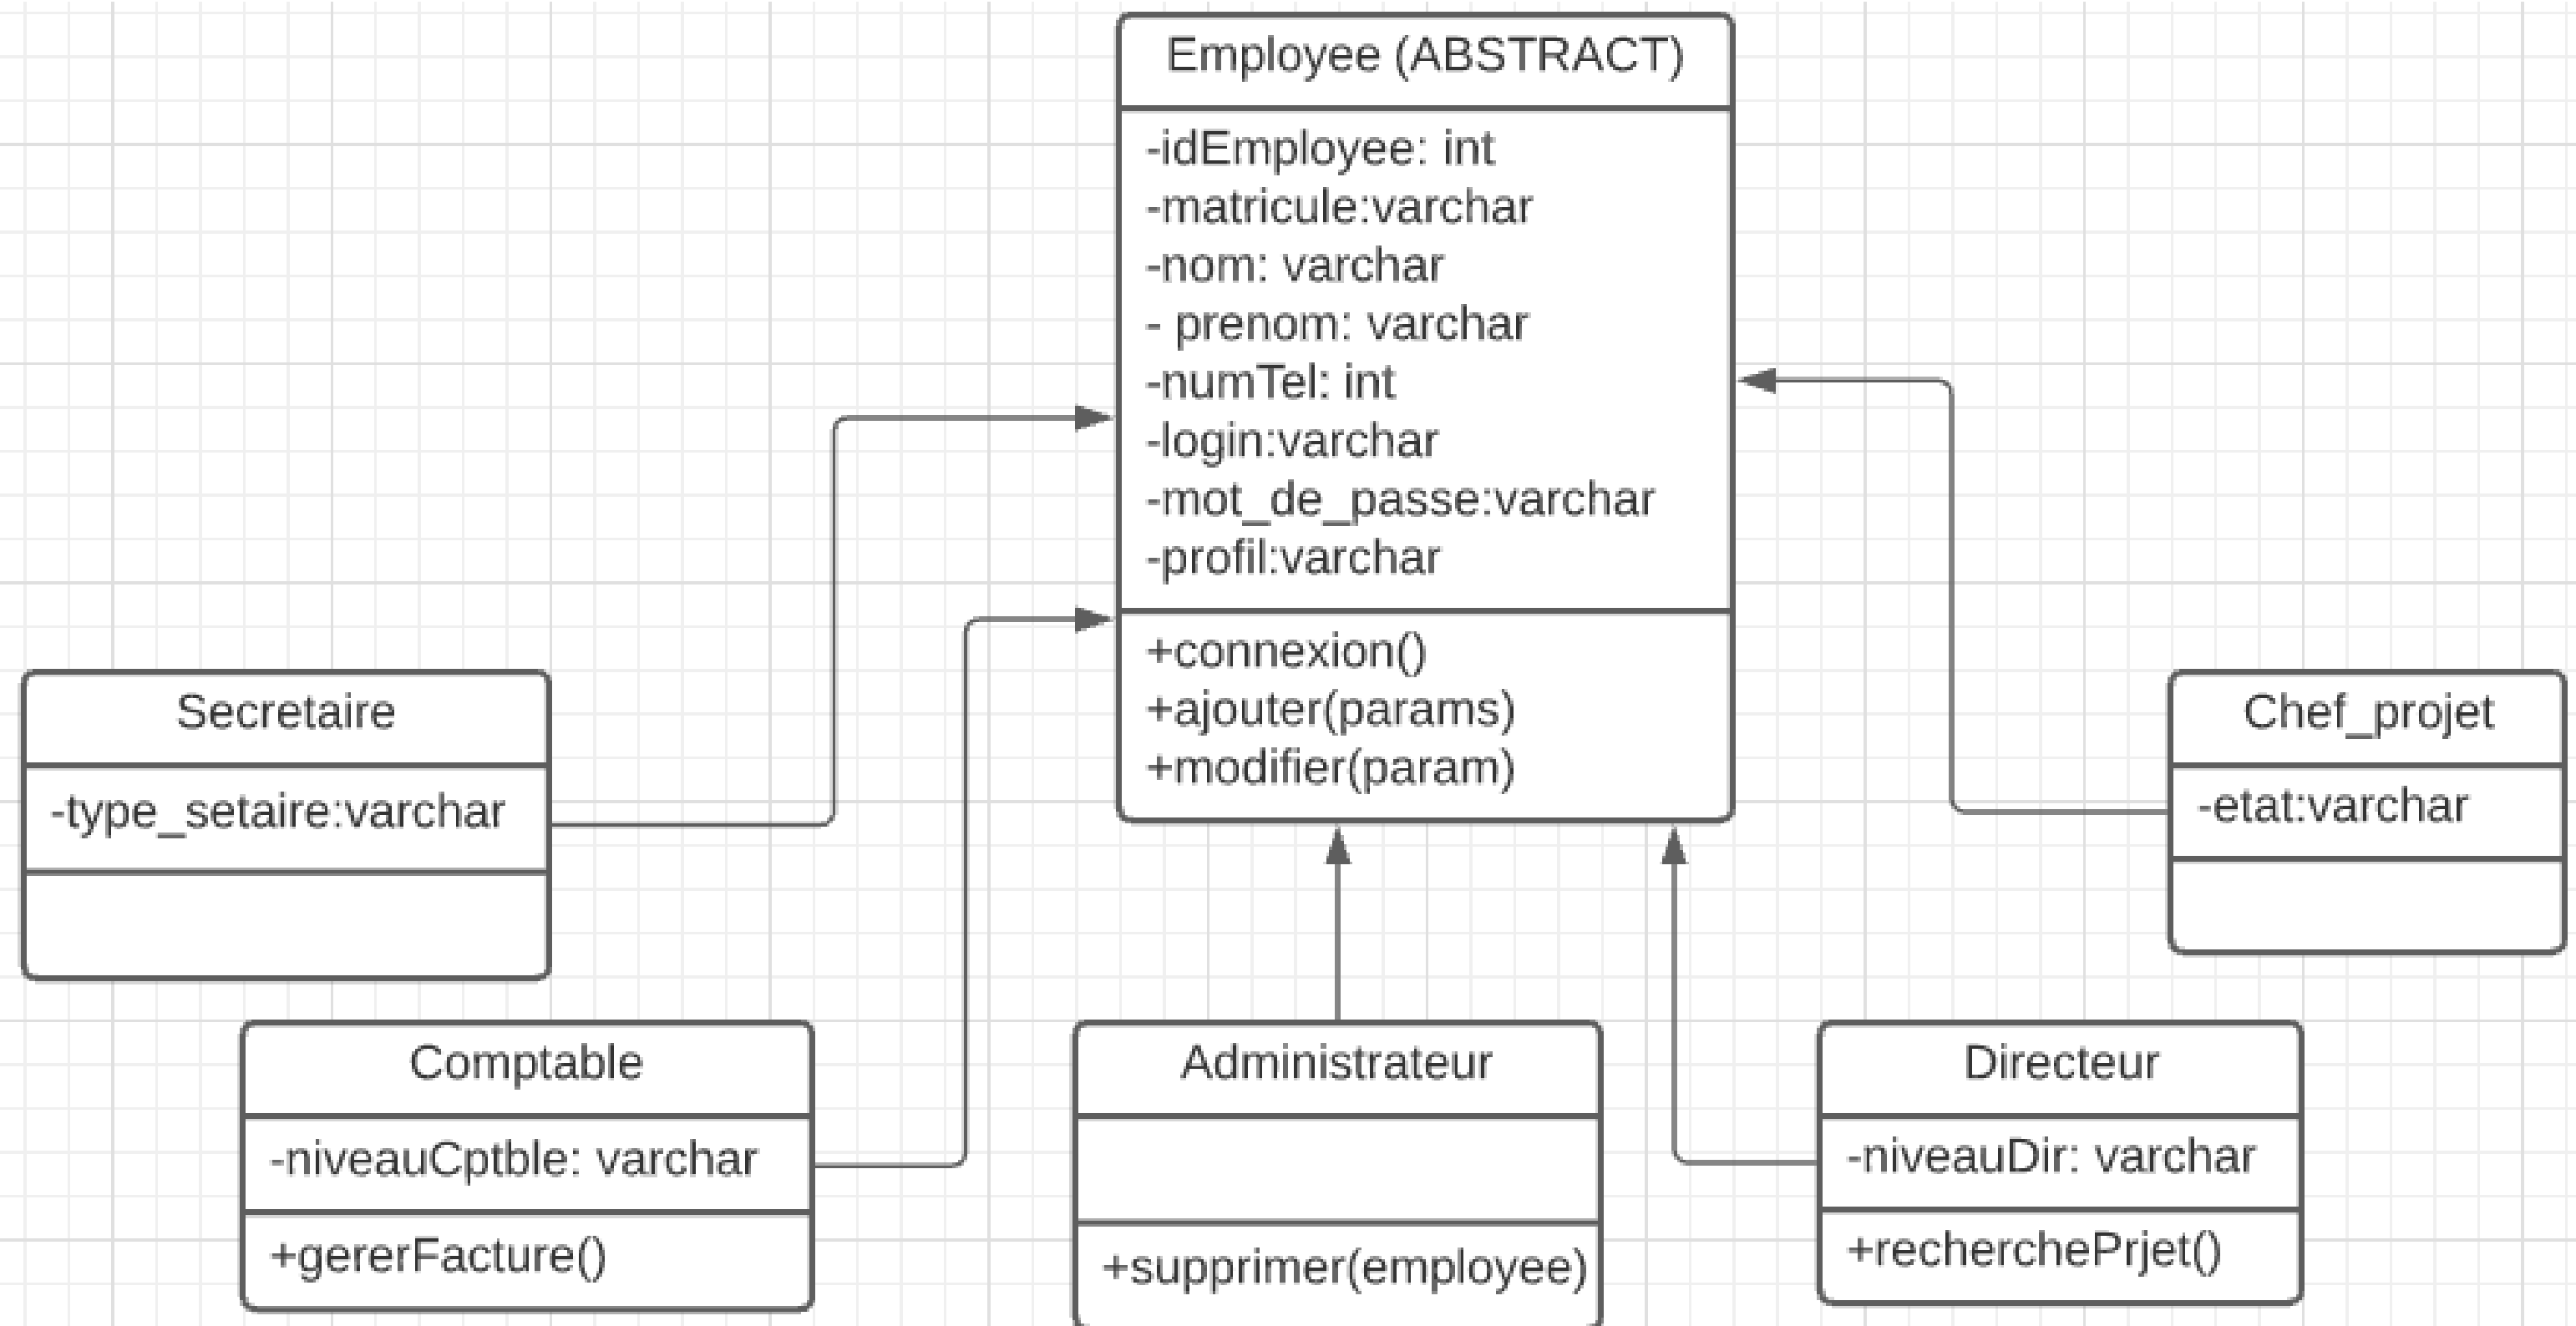 Employee (ABSTRACT)
-idEmployee: int
-matricule:varchar
-nom: varchar
- prenom: varchar
-numTel: int
-login:varchar
-mot_de_passe:varchar
-profil:varchar
+connexion()
+ajouter(params)
+modifier(param)
Secretaire
-type_setaire:varchar
Chef_projet
-etat:varchar
Comptable
-niveauCptble: varchar
+gererFacture()
Administrateur
+supprimer(employee)
Directeur
-niveauDir: varchar
+recherchePrjet()